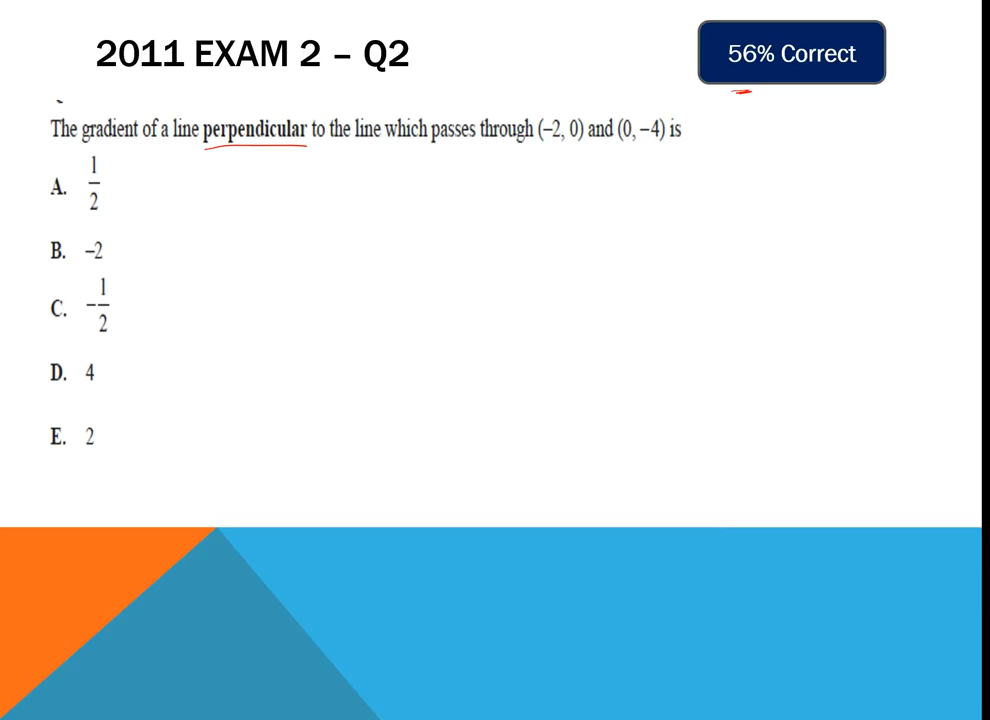 2011 EXAM 2 – Q2
56% Correct
The gradient of a line perpendicular to the line which passes through (–2, 0) and (0, –4) is
A. 1/2
B. –2
C. –1/2
D. 4
E. 2